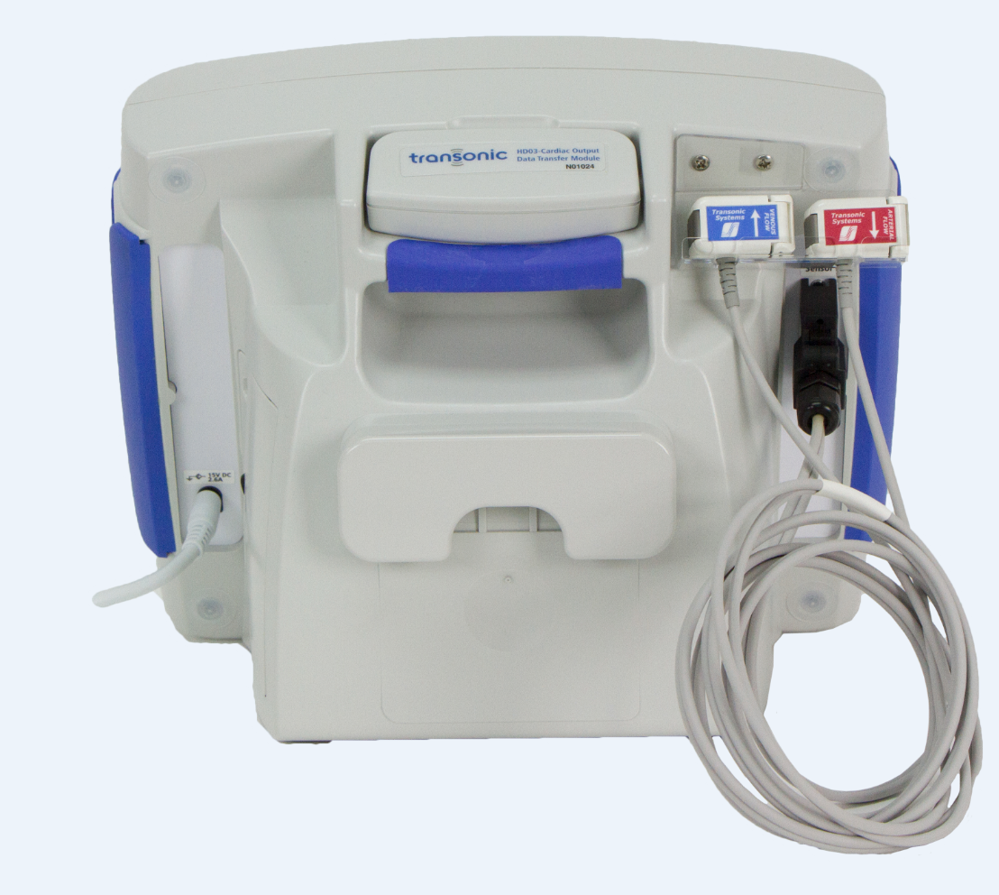 transonic
HD03-Cardiac Output
Data Transfer Module
N01024
Transonic
Systems
VENOUS
FLOW
Transonic
Systems
ARTERIAL
FLOW
Sensor
15V DC
2.6A